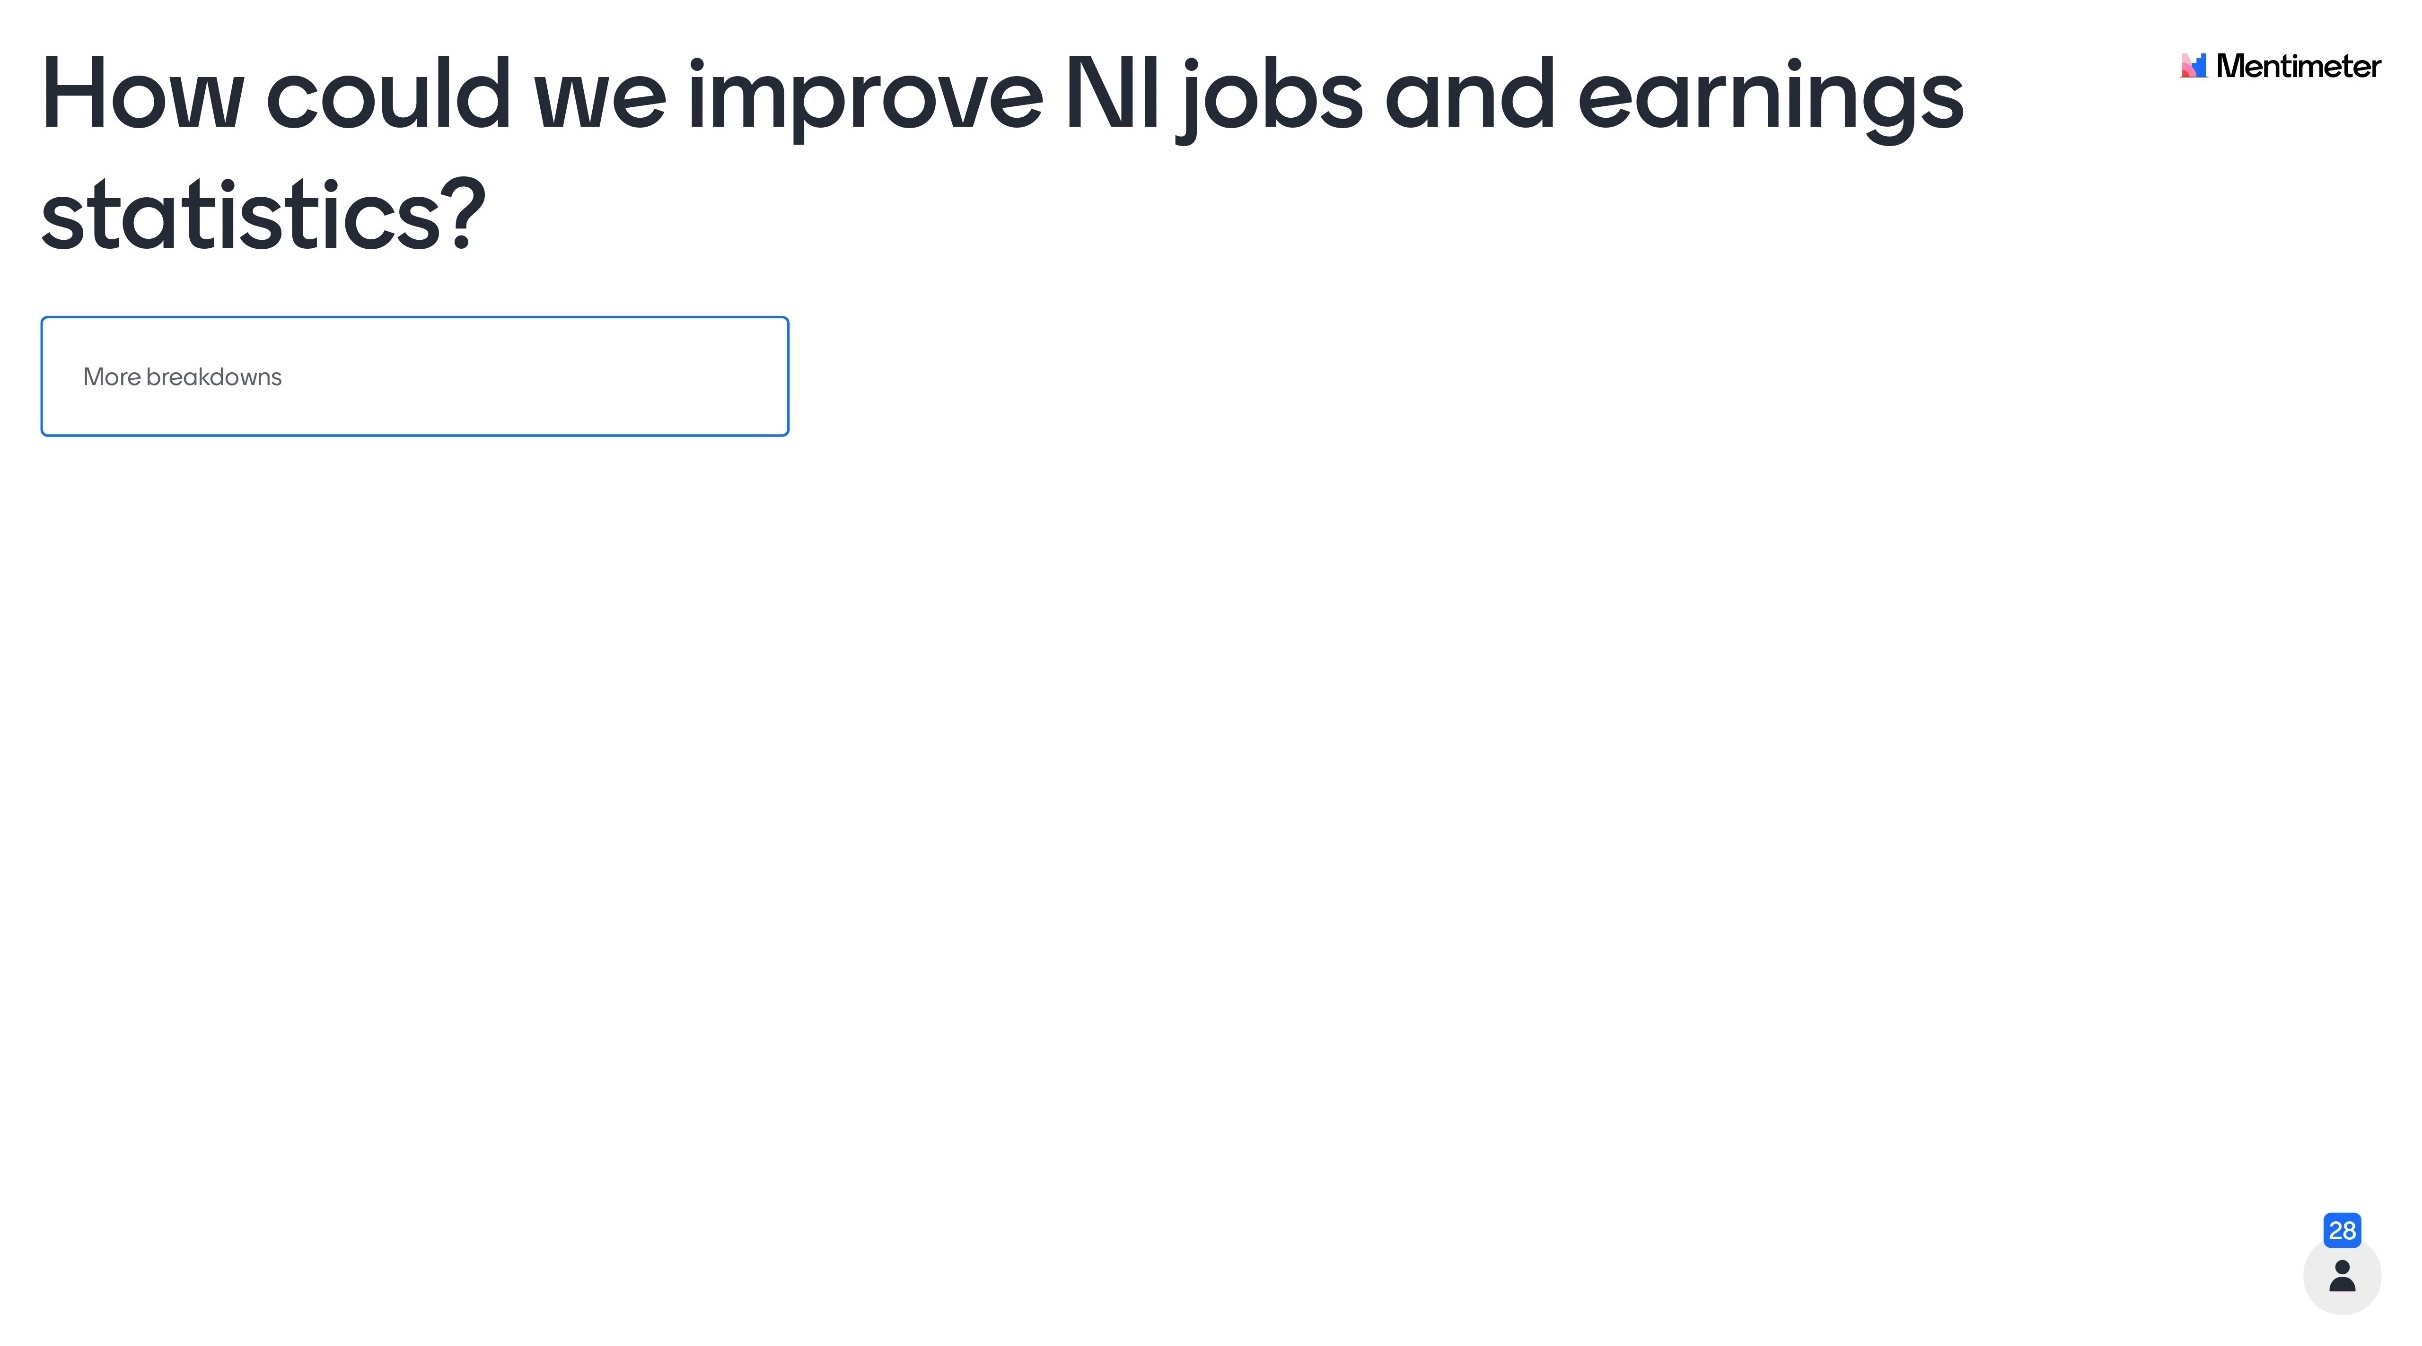 How could we improve NI jobs and earnings
statistics?
Mentimeter
More breakdowns
28